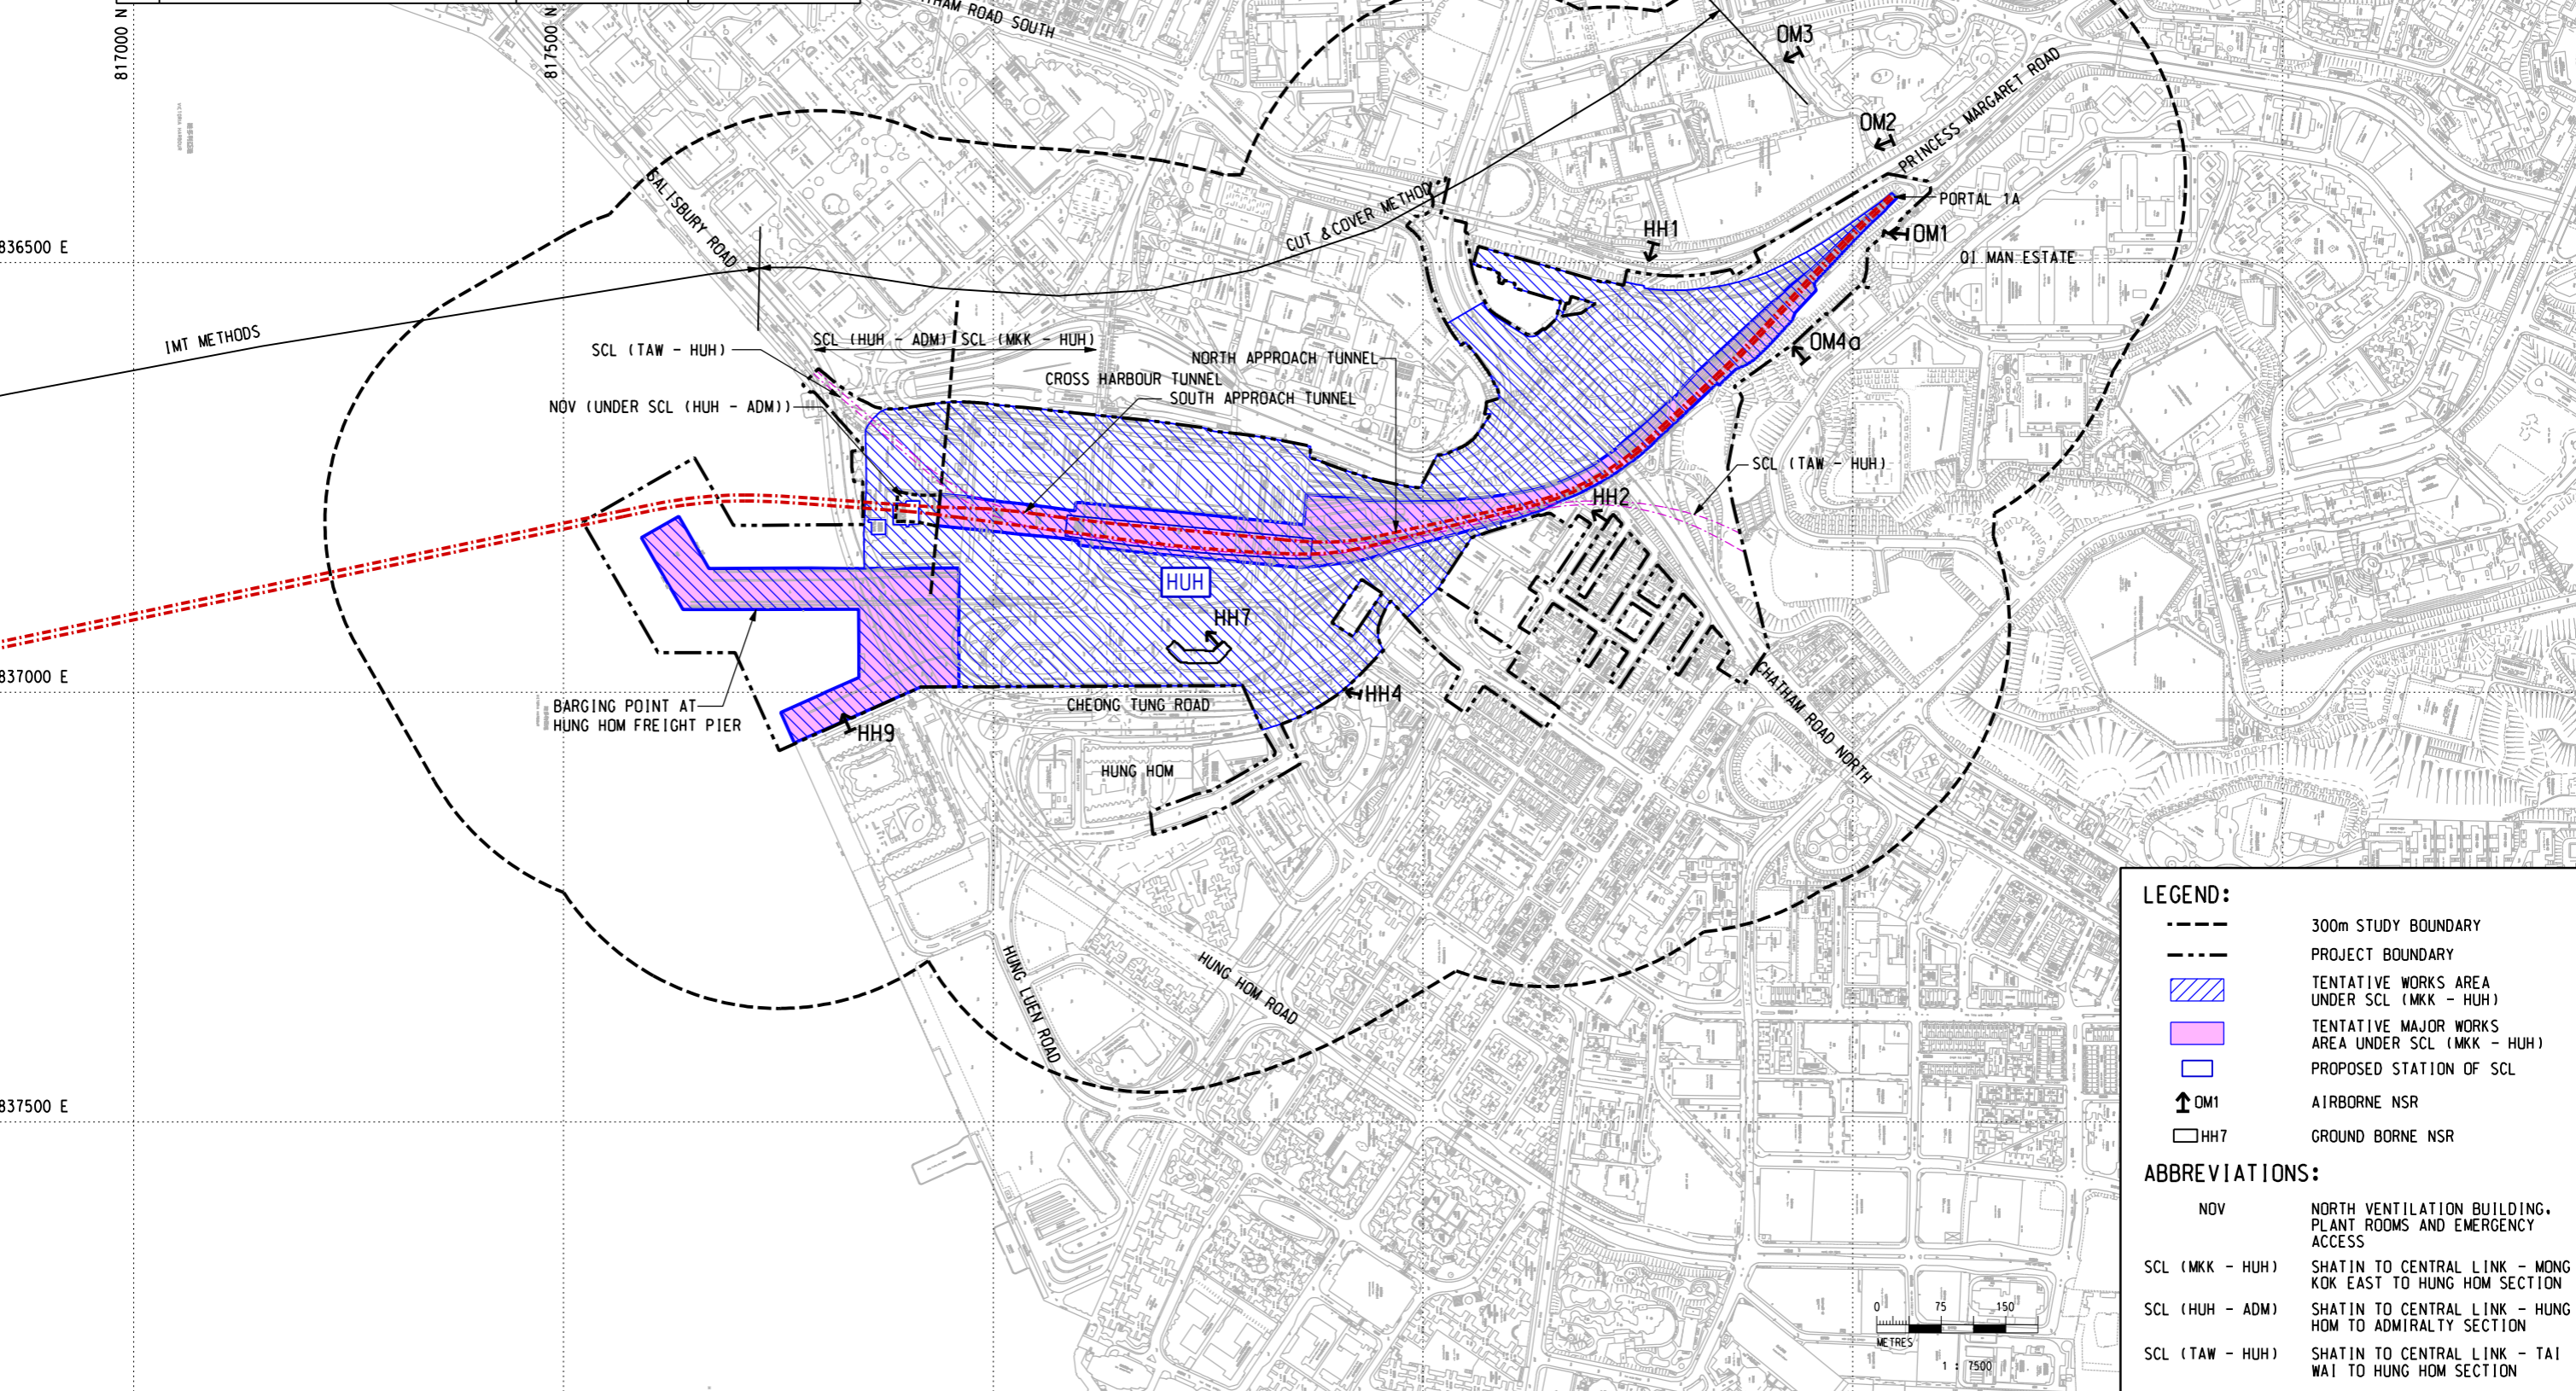 817000 N
817500 N
CHATHAM ROAD SOUTH
OM3
OM2
PRINCESS MARGARET ROAD
SALISBURY ROAD
CUT & COVER METHOD
PORTAL 1A
HH1
OM1
836500 E
OI MAN ESTATE
IMT METHODS
SCL (HUH - ADM)
SCL (MKK - HUH)
SCL (TAW - HUH)
NORTH APPROACH TUNNEL
OM4a
CROSS HARBOUR TUNNEL
SOUTH APPROACH TUNNEL
NOV (UNDER SCL (HUH - ADM))
SCL (TAW - HUH)
HH2
HUH
HH7
837000 E
BARGING POINT AT
HUNG HOM FREIGHT PIER
CHEONG TUNG ROAD
HH4
CHATHAM ROAD NORTH
HH9
HUNG HOM
HUNG LUEN ROAD
HUNG HOM ROAD
837500 E
LEGEND:
300m STUDY BOUNDARY
PROJECT BOUNDARY
TENTATIVE WORKS AREA
UNDER SCL (MKK - HUH)
TENTATIVE MAJOR WORKS
AREA UNDER SCL (MKK - HUH)
PROPOSED STATION OF SCL
OM1 AIRBORNE NSR
HH7 GROUND BORNE NSR
ABBREVIATIONS:
NOV NORTH VENTILATION BUILDING,
PLANT ROOMS AND EMERGENCY
ACCESS
SCL (MKK - HUH) SHATIN TO CENTRAL LINK - MONG
KOK EAST TO HUNG HOM SECTION
SCL (HUH - ADM) SHATIN TO CENTRAL LINK - HUNG
HOM TO ADMIRALTY SECTION
SCL (TAW - HUH) SHATIN TO CENTRAL LINK - TAI
WAI TO HUNG HOM SECTION
0 75 150
METRES
1 : 7500